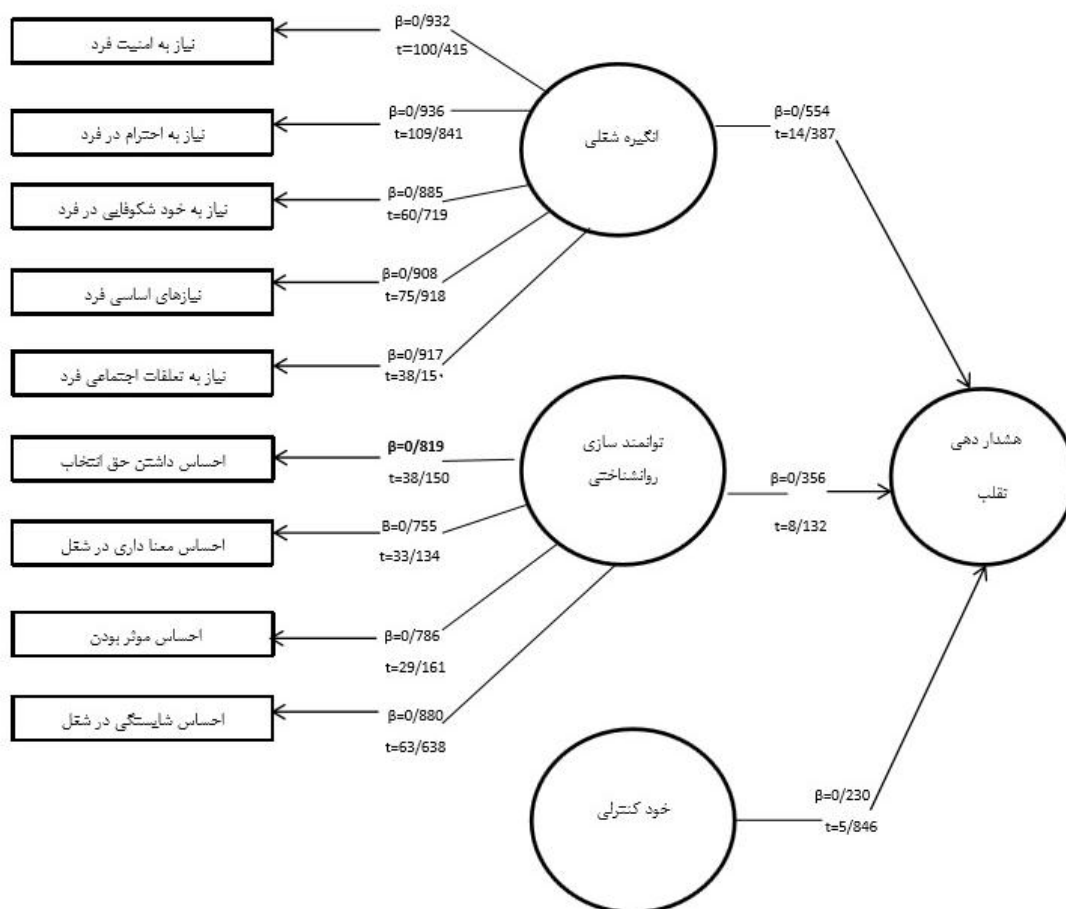 نیاز به امنیت فرد
β=0/932
t=100/415
نیاز به احترام در فرد
β=0/936
t=109/841
نیاز به خود شکوفایی در فرد
β=0/885
t=60/719
نیازهای اساسی فرد
β=0/908
t=75/918
نیاز به تعلقات اجتماعی فرد
β=0/917
t=38/15۰
انگیزه شغلی
β=0/554
t=14/387
احساس داشتن حق انتخاب
β=0/819
t=38/150
احساس معنا داری در شغل
B=0/755
t=33/134
احساس موثر بودن
β=0/786
t=29/161
احساس شایستگی در شغل
β=0/880
t=63/638
توانمند سازی
روانشناختی
β=0/356
t=8/132
هشدار دهی
تقلب
خود کنترلی
β=0/230
t=5/846